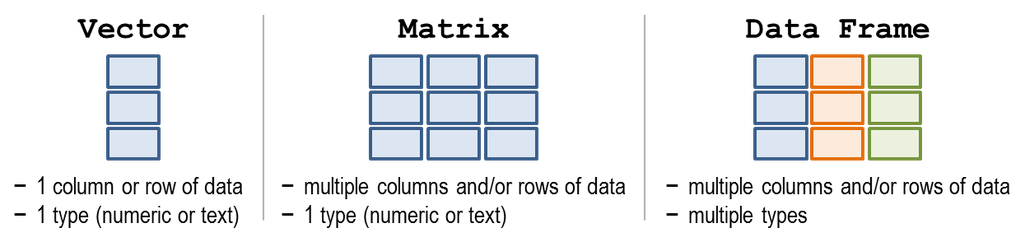 Vector
– 1 column or row of data
– 1 type (numeric or text)
Matrix
– multiple columns and/or rows of data
– 1 type (numeric or text)
Data Frame
– multiple columns and/or rows of data
– multiple types